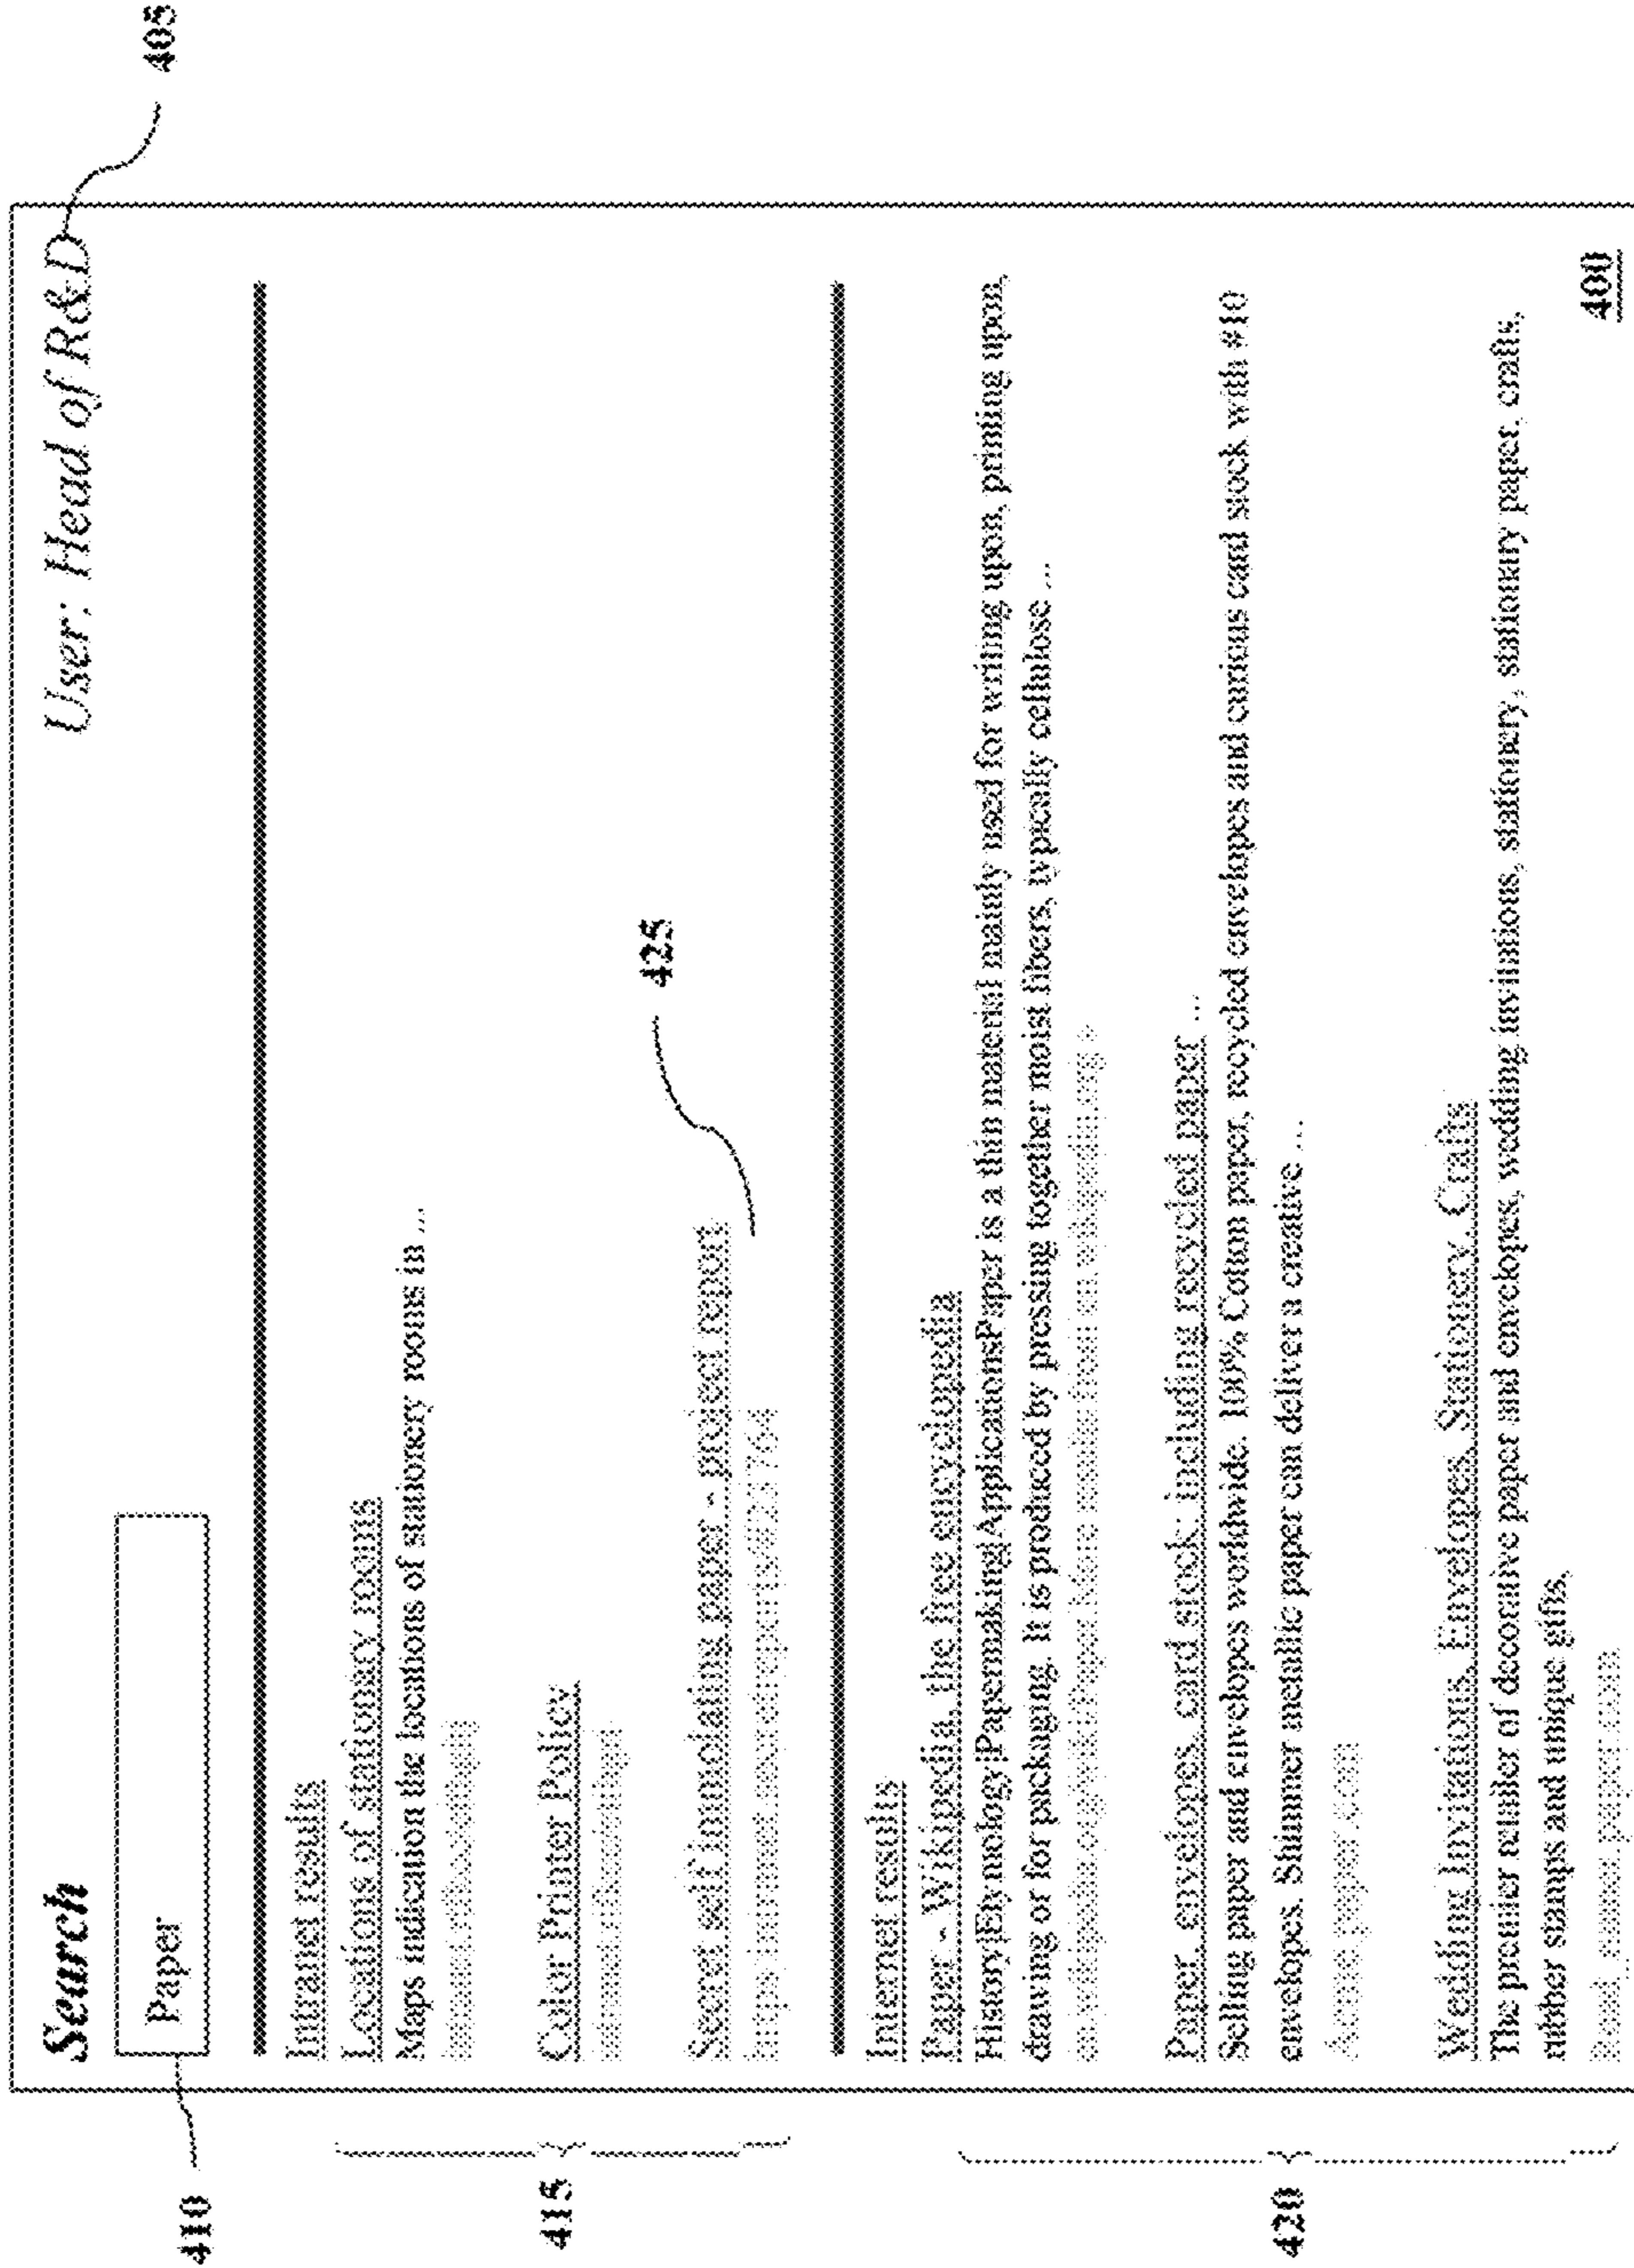 405
User: Head of R&D
Search
410
Paper
Intranet results
415
Locations of stationary rooms
Maps indication the locations of stationery rooms in ...
Color Printer Policy
425
Secret self immolating paper - project report
Internet results
420
Paper - Wikipedia, the free encyclopedia
History|Etymology|Papermaking|ApplicationsPaper is a thin material mainly used for writing upon, printing upon,
drawing or for packaging. It is produced by pressing together moist fibers, typically cellulose ...
Paper, envelopes, card stock, including recycled paper ...
Selling paper and envelopes worldwide. 100% Cotton paper, recycled envelopes and curious card stock with #10
envelopes. Shimmer metallic paper can deliver a creative ...
Acme.paper.com
Wedding Invitations, Envelopes, Stationery, Crafts
The premier retailer of decorative paper and envelopes, wedding invitations, stationery, stationary paper, crafts,
rubber stamps and unique gifts.
400